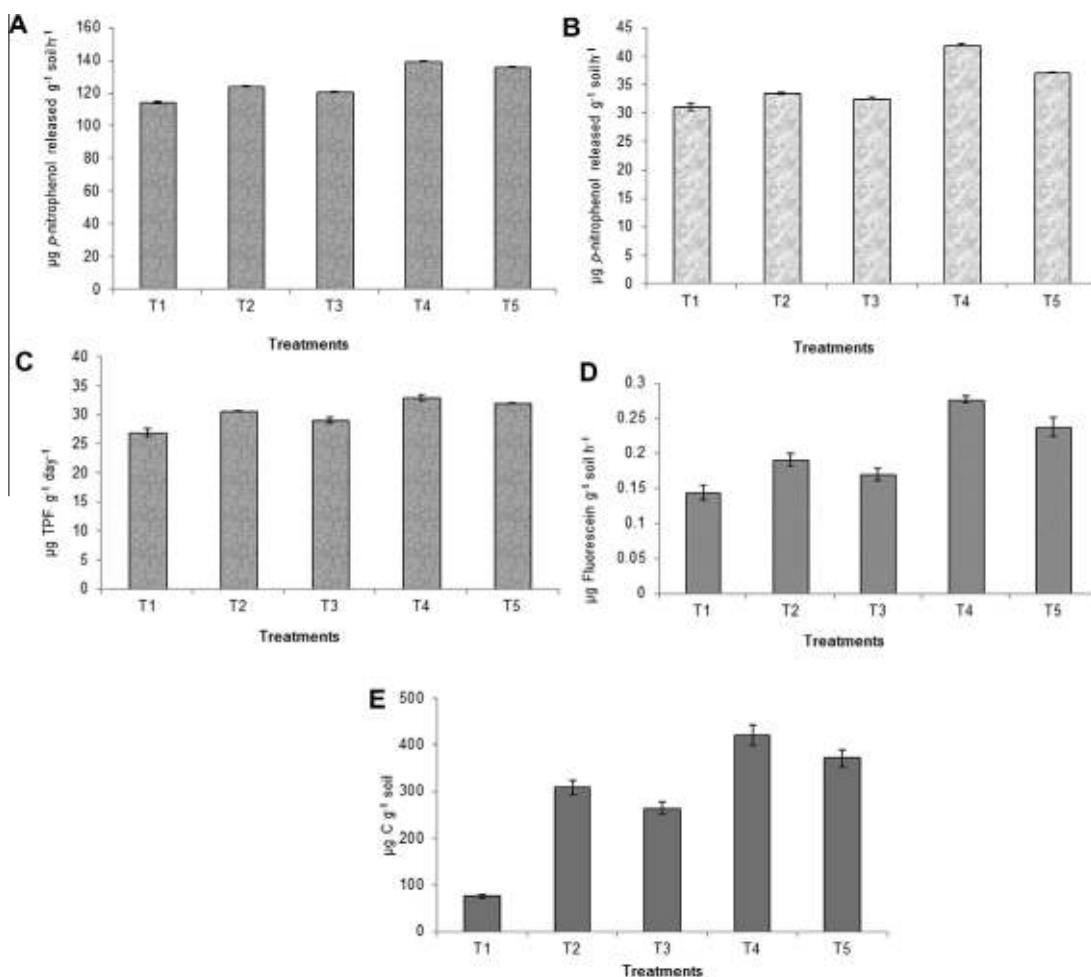 A
µg p-nitrophenol released g⁻¹ soil h⁻¹
160
140
120
100
80
60
40
20
0
T1 T2 T3 T4 T5
Treatments
B
µg p-nitrophenol released g⁻¹ soil h⁻¹
45
40
35
30
25
20
15
10
5
0
T1 T2 T3 T4 T5
Treatments
C
µg TPF g⁻¹ day⁻¹
40
35
30
25
20
15
10
5
0
T1 T2 T3 T4 T5
Treatments
D
µg Fluorescein g⁻¹ soil h⁻¹
0.3
0.25
0.2
0.15
0.1
0.05
0
T1 T2 T3 T4 T5
Treatments
E
µg C g⁻¹ soil
500
400
300
200
100
0
T1 T2 T3 T4 T5
Treatments